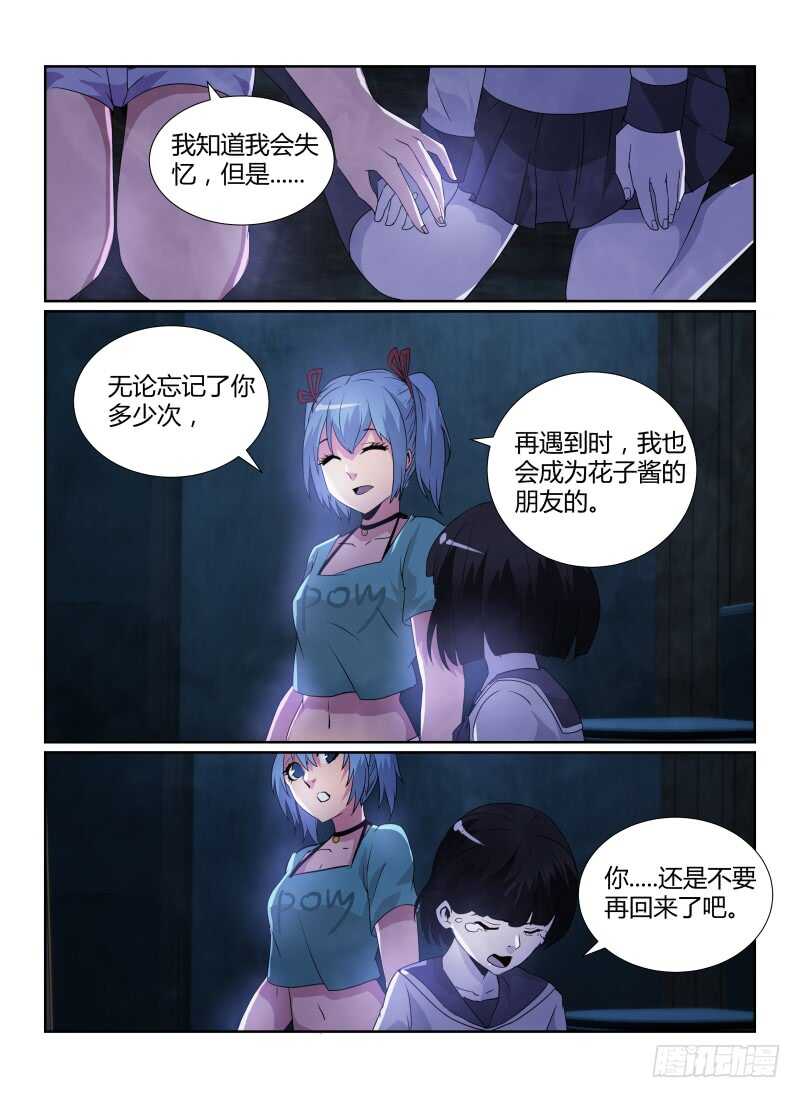 我知道我会失
忆，但是……
无论忘记了你
多少次，
再遇到时，我也
会成为花子酱的
朋友的。
pow
你.....还是不要
再回来了吧。
pow
腾讯动漫